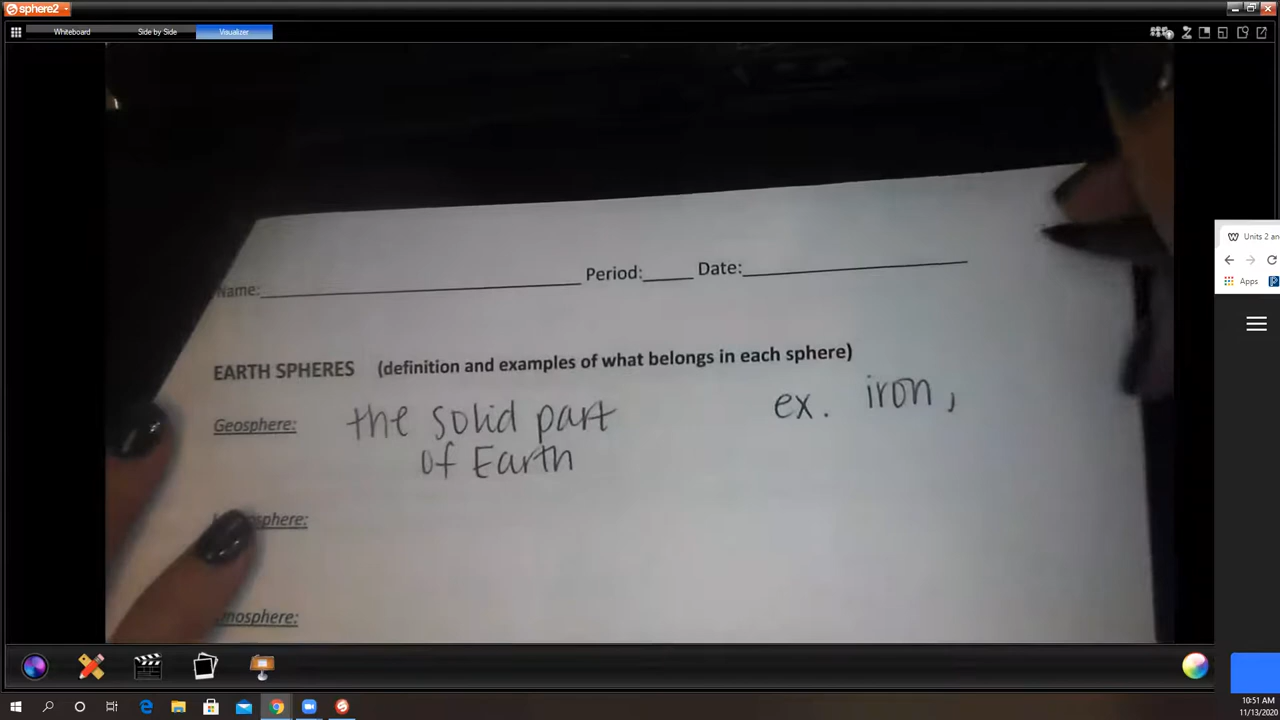 sphere2
Whiteboard
Side by Side
Visualizer
Units 2 an
Apps
Name: Period: Date:
EARTH SPHERES (definition and examples of what belongs in each sphere)
Geosphere: the solid part ex. iron,
of Earth
sphere:
mosphere:
10:51 AM
11/13/2020